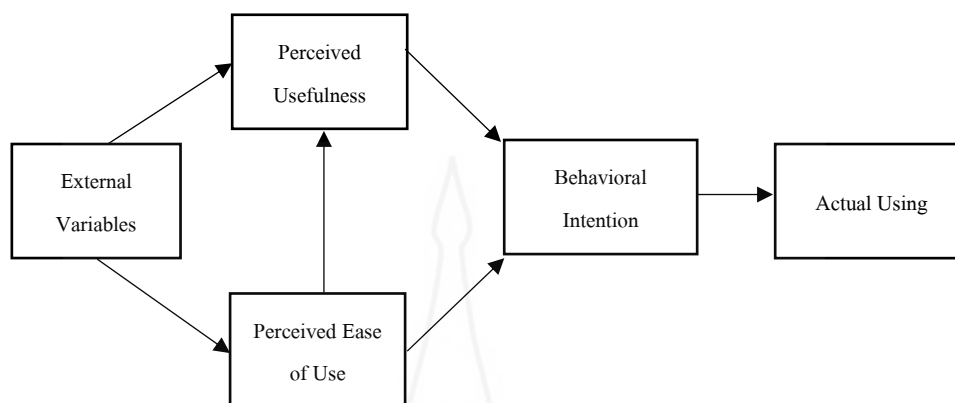 Perceived
Usefulness
External
Variables
Behavioral
Intention
Actual Using
Perceived Ease
of Use